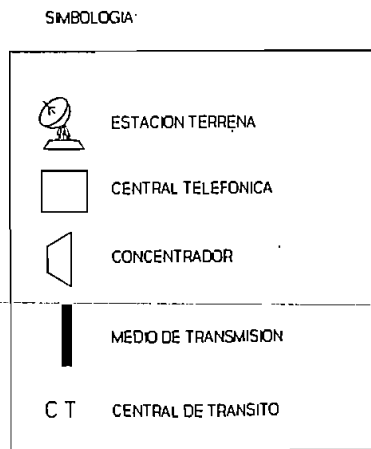 SIMBOLOGIA:
ESTACION TERRENA
CENTRAL TELEFONICA
CONCENTRADOR
MEDIO DE TRANSMISION
C T CENTRAL DE TRANSITO